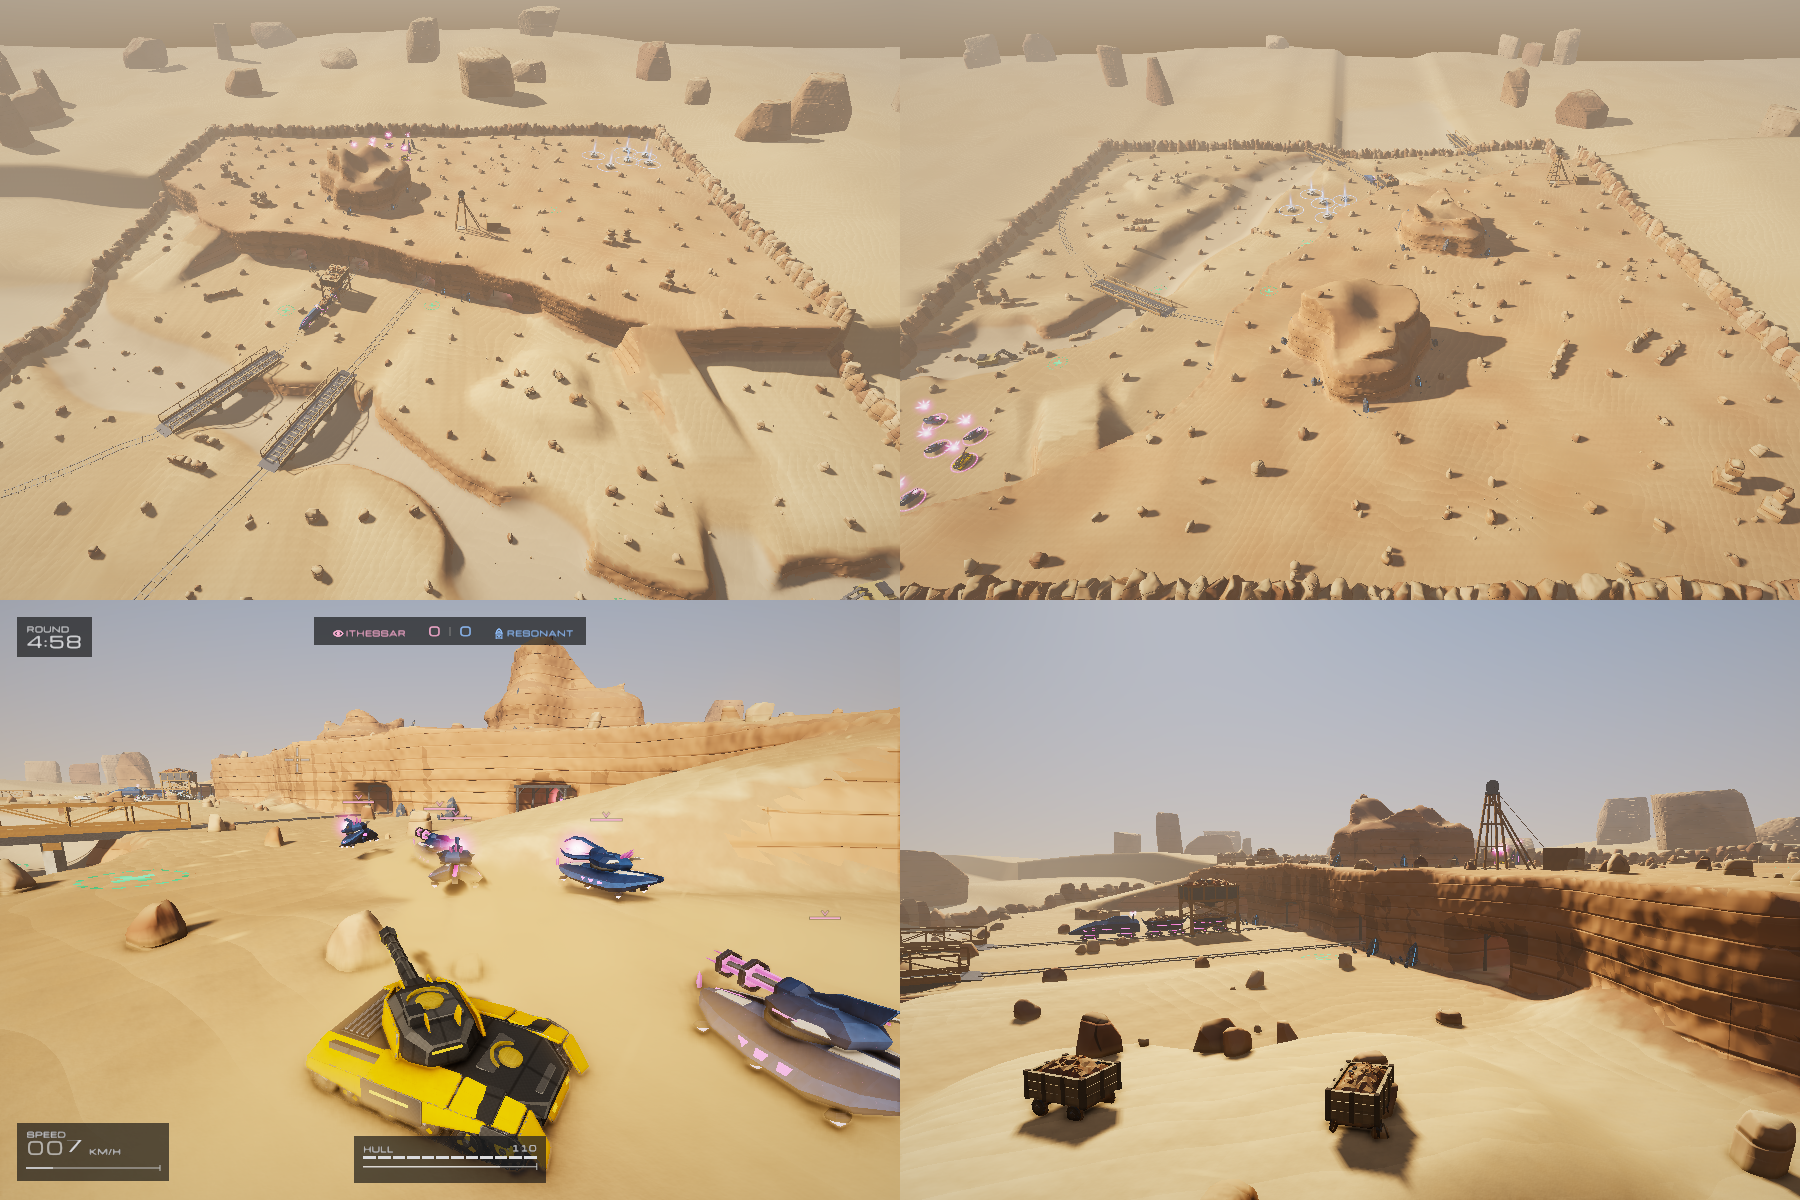 ROUND
4:58
ITHESSAR 0 | 0 RESONANT
SPEED
007 KM/H
HULL 110